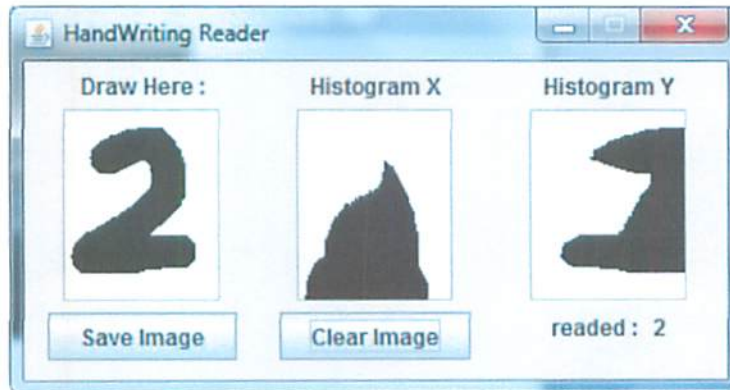 HandWriting Reader
Draw Here : Histogram X Histogram Y
2
Save Image Clear Image readed : 2